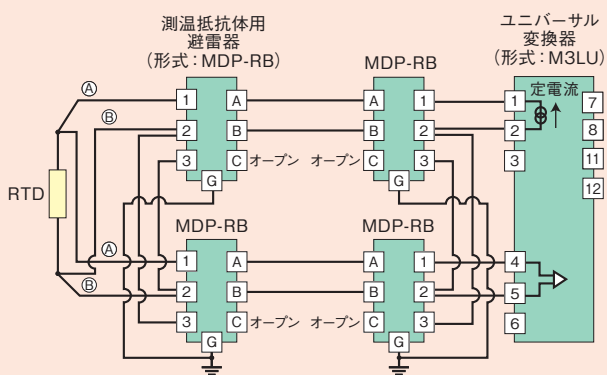 測温抵抗体用
避雷器
(形式:MDP-RB)
MDP-RB
ユニバーサル
変換器
(形式:M3LU)
定電流
Ⓐ
Ⓑ
1
2
3
A
B
C
オープン
G
オープン
A
B
C
1
2
3
G
1
2
3
7
8
11
12
RTD
MDP-RB
MDP-RB
Ⓐ
Ⓑ
1
2
3
A
B
C
オープン
G
オープン
A
B
C
1
2
3
G
4
5
6